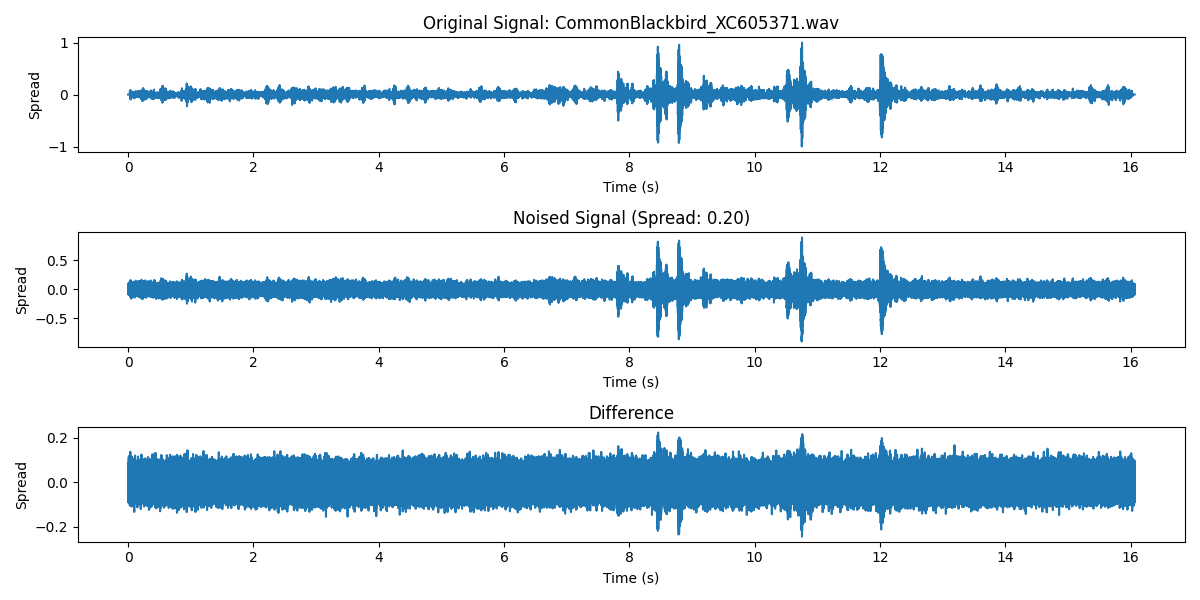 Original Signal: CommonBlackbird_XC605371.wav
Spread
1
0
−1
0 2 4 6 8 10 12 14 16
Time (s)
Noised Signal (Spread: 0.20)
Spread
0.5
0.0
−0.5
0 2 4 6 8 10 12 14 16
Time (s)
Difference
Spread
0.2
0.0
−0.2
0 2 4 6 8 10 12 14 16
Time (s)